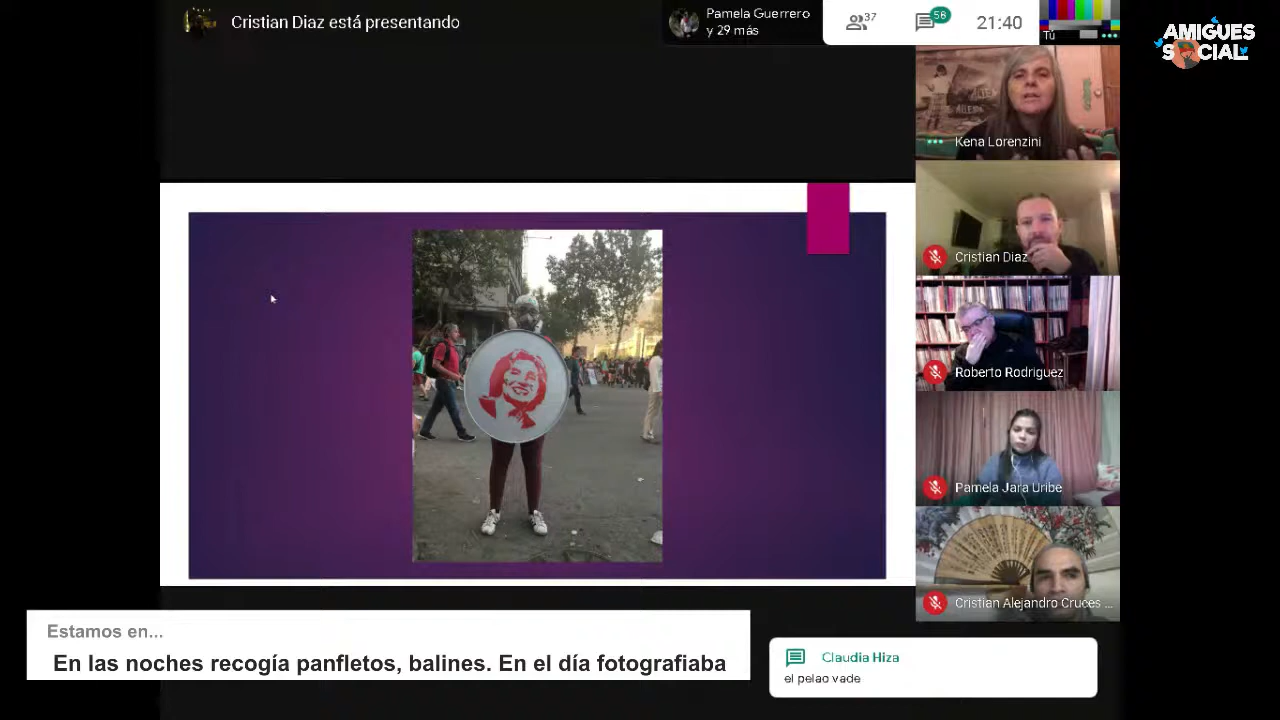 Cristian Diaz está presentando
Pamela Guerrero
y 29 más
37
58
21:40
Tú
AMIGUES
SOCIAL
Kena Lorenzini
Cristian Diaz
Roberto Rodriguez
Pamela Jara Uribe
Cristian Alejandro Cruces ...
Estamos en...
En las noches recogía panfletos, balines. En el día fotografiaba
Claudia Hiza
el pelao vade